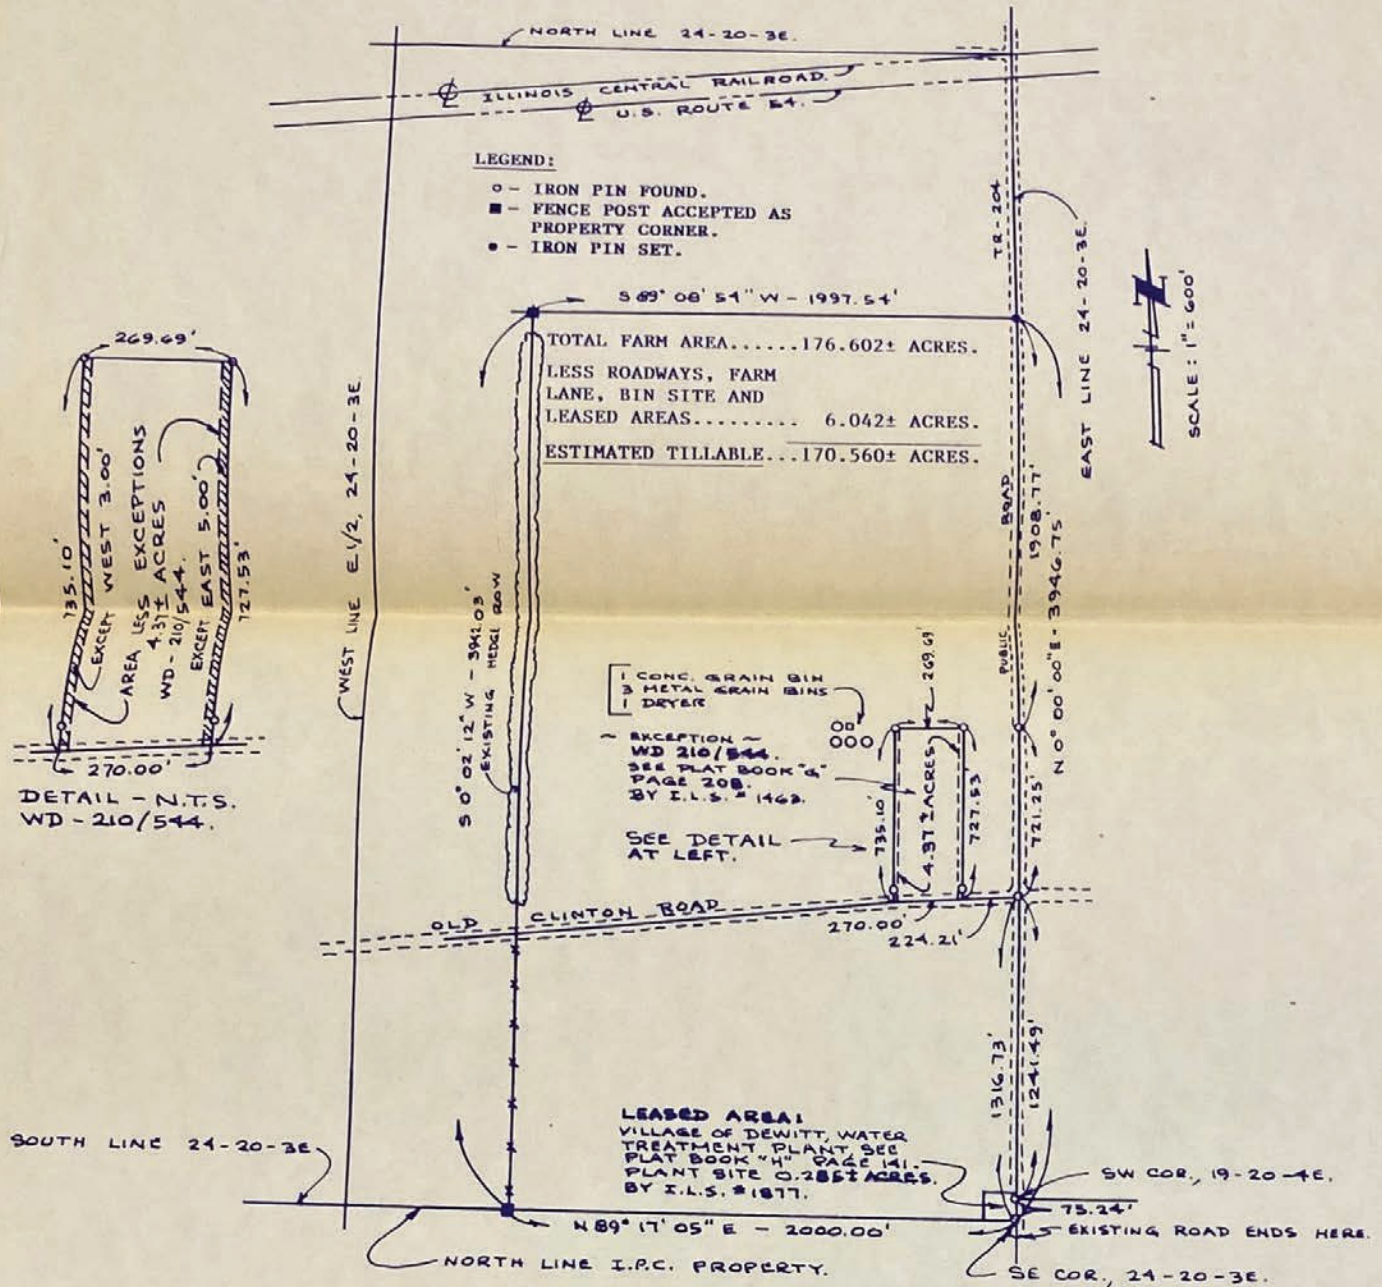 NORTH LINE 24-20-3E.
ILLINOIS CENTRAL RAILROAD.
U.S. ROUTE 54.
LEGEND:
○ - IRON PIN FOUND.
■ - FENCE POST ACCEPTED AS
PROPERTY CORNER.
● - IRON PIN SET.
TR-204
EAST LINE 24-20-3E.
SCALE: 1"= 600'
S 89° 08' 54" W - 1997.54'
TOTAL FARM AREA......176.602± ACRES.
LESS ROADWAYS, FARM
LANE, BIN SITE AND
LEASED AREAS......... 6.042± ACRES.
ESTIMATED TILLABLE...170.560± ACRES.
269.69'
735.10'
EXCEPT WEST 3.00'
AREA LESS EXCEPTIONS
4.37± ACRES
WD-210/544.
EXCEPT EAST 5.00'
727.53'
270.00'
DETAIL - N.T.S.
WD-210/544.
WEST LINE E1/2, 24-20-3E
S 0° 02' 12" W - 3942.03'
EXISTING HEDGE ROW
PUBLIC ROAD
1908.77'
N 0° 00' 00" E - 3946.75'
1 CONC. GRAIN BIN
3 METAL GRAIN BINS
1 DRYER
269.69'
~ EXCEPTION ~
WD 210/544.
SEE PLAT BOOK "G"
PAGE 208.
BY I.L.S. # 1463.
SEE DETAIL
AT LEFT.
735.10'
4.37± ACRES
727.53'
721.25'
OLD CLINTON ROAD
270.00'
224.21'
1316.73'
1241.49'
LEASED AREA:
VILLAGE OF DEWITT, WATER
TREATMENT PLANT, SEE
PLAT BOOK "H" PAGE 141.
PLANT SITE 0.285± ACRES.
BY I.L.S. #1877.
SOUTH LINE 24-20-3E
SW COR., 19-20-4E.
75.24'
EXISTING ROAD ENDS HERE.
N 89° 17' 05" E - 2000.00'
NORTH LINE I.P.C. PROPERTY.
SE COR., 24-20-3E.